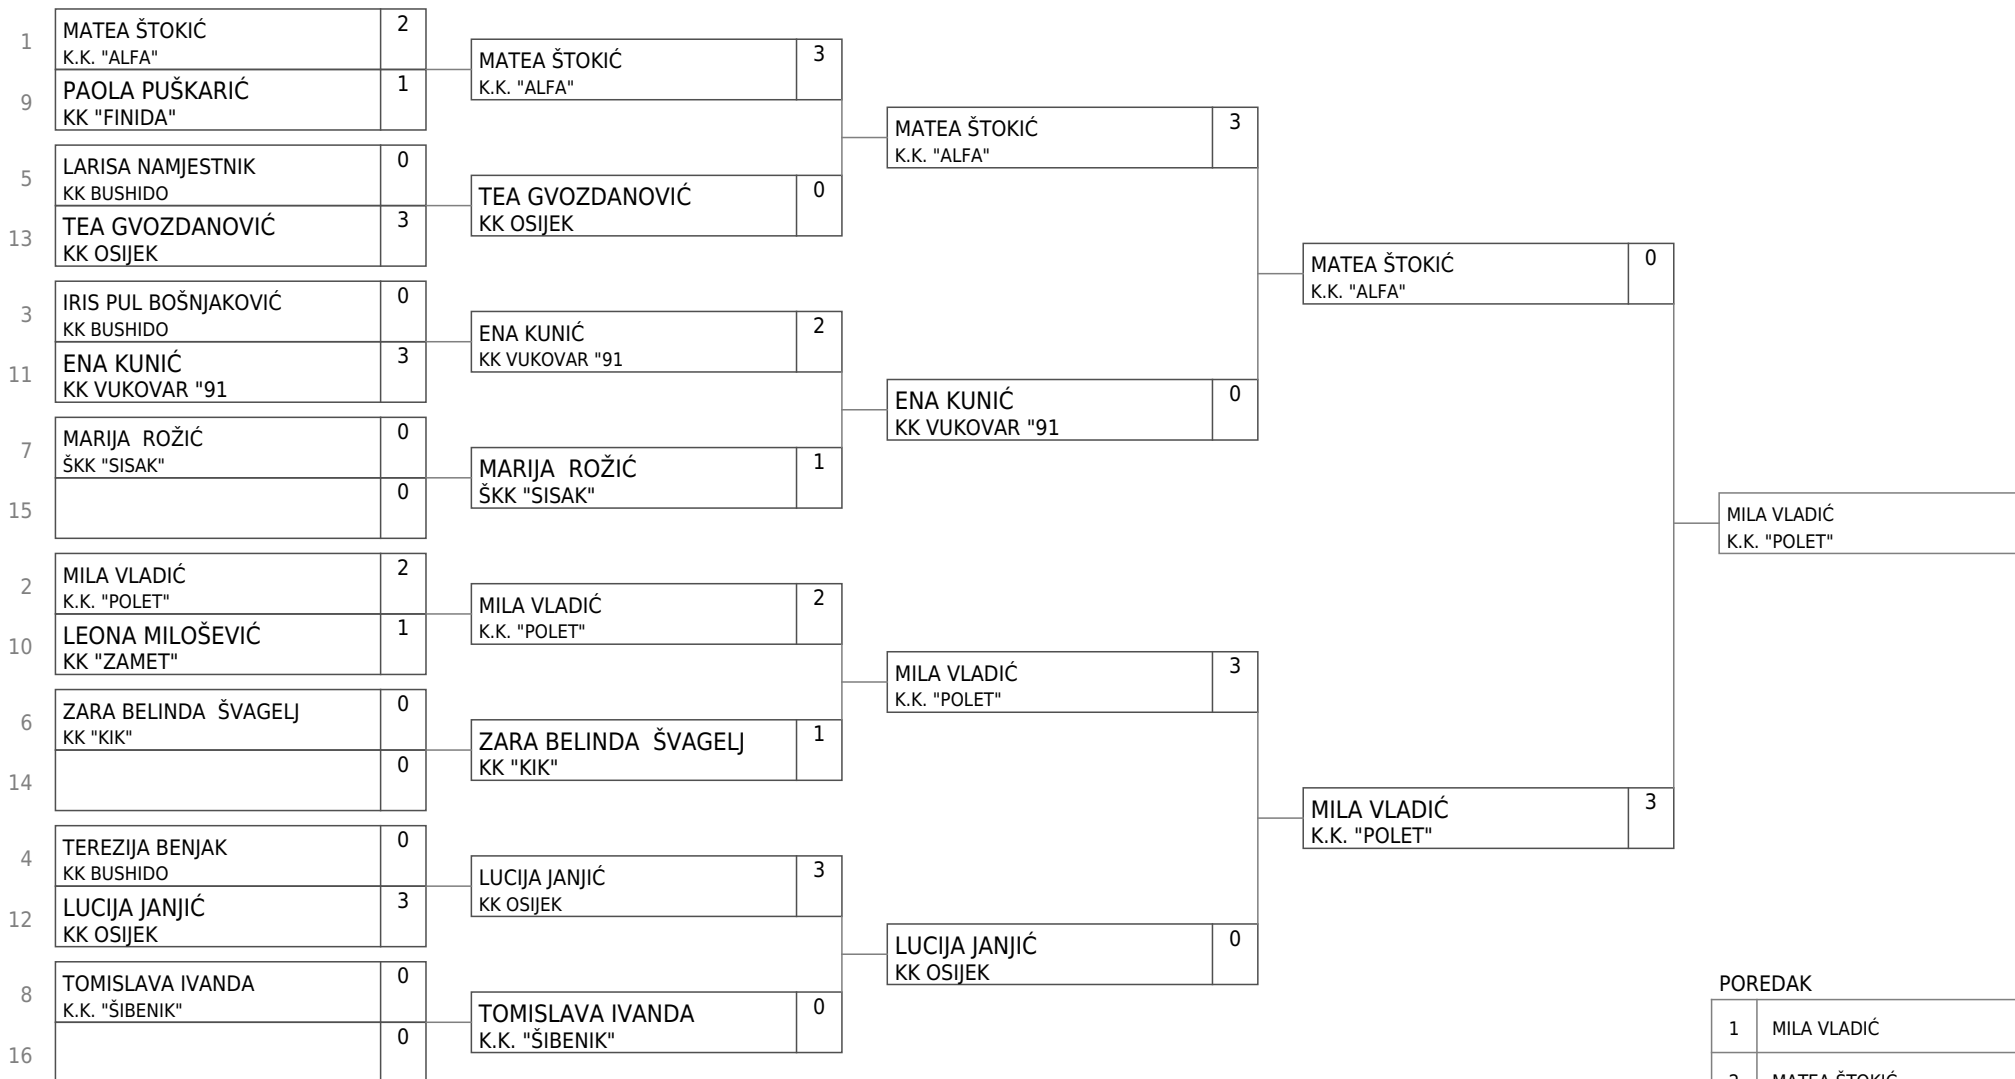 1
MATEA ŠTOKIĆ
K.K. "ALFA"
2
9
PAOLA PUŠKARIĆ
KK "FINIDA"
1
5
LARISA NAMJESTNIK
KK BUSHIDO
0
13
TEA GVOZDANOVIĆ
KK OSIJEK
3
3
IRIS PUL BOŠNJAKOVIĆ
KK BUSHIDO
0
11
ENA KUNIĆ
KK VUKOVAR "91
3
7
MARIJA  ROŽIĆ
ŠKK "SISAK"
0
15
0
2
MILA VLADIĆ
K.K. "POLET"
2
10
LEONA MILOŠEVIĆ
KK "ZAMET"
1
6
ZARA BELINDA  ŠVAGELJ
KK "KIK"
0
14
0
4
TEREZIJA BENJAK
KK BUSHIDO
0
12
LUCIJA JANJIĆ
KK OSIJEK
3
8
TOMISLAVA IVANDA
K.K. "ŠIBENIK"
0
16
0
MATEA ŠTOKIĆ
K.K. "ALFA"
3
TEA GVOZDANOVIĆ
KK OSIJEK
0
ENA KUNIĆ
KK VUKOVAR "91
2
MARIJA  ROŽIĆ
ŠKK "SISAK"
1
MILA VLADIĆ
K.K. "POLET"
2
ZARA BELINDA  ŠVAGELJ
KK "KIK"
1
LUCIJA JANJIĆ
KK OSIJEK
3
TOMISLAVA IVANDA
K.K. "ŠIBENIK"
0
MATEA ŠTOKIĆ
K.K. "ALFA"
3
ENA KUNIĆ
KK VUKOVAR "91
0
MILA VLADIĆ
K.K. "POLET"
3
LUCIJA JANJIĆ
KK OSIJEK
0
MATEA ŠTOKIĆ
K.K. "ALFA"
0
MILA VLADIĆ
K.K. "POLET"
3
MILA VLADIĆ
K.K. "POLET"
POREDAK
1 MILA VLADIĆ
2 MATEA ŠTOKIĆ